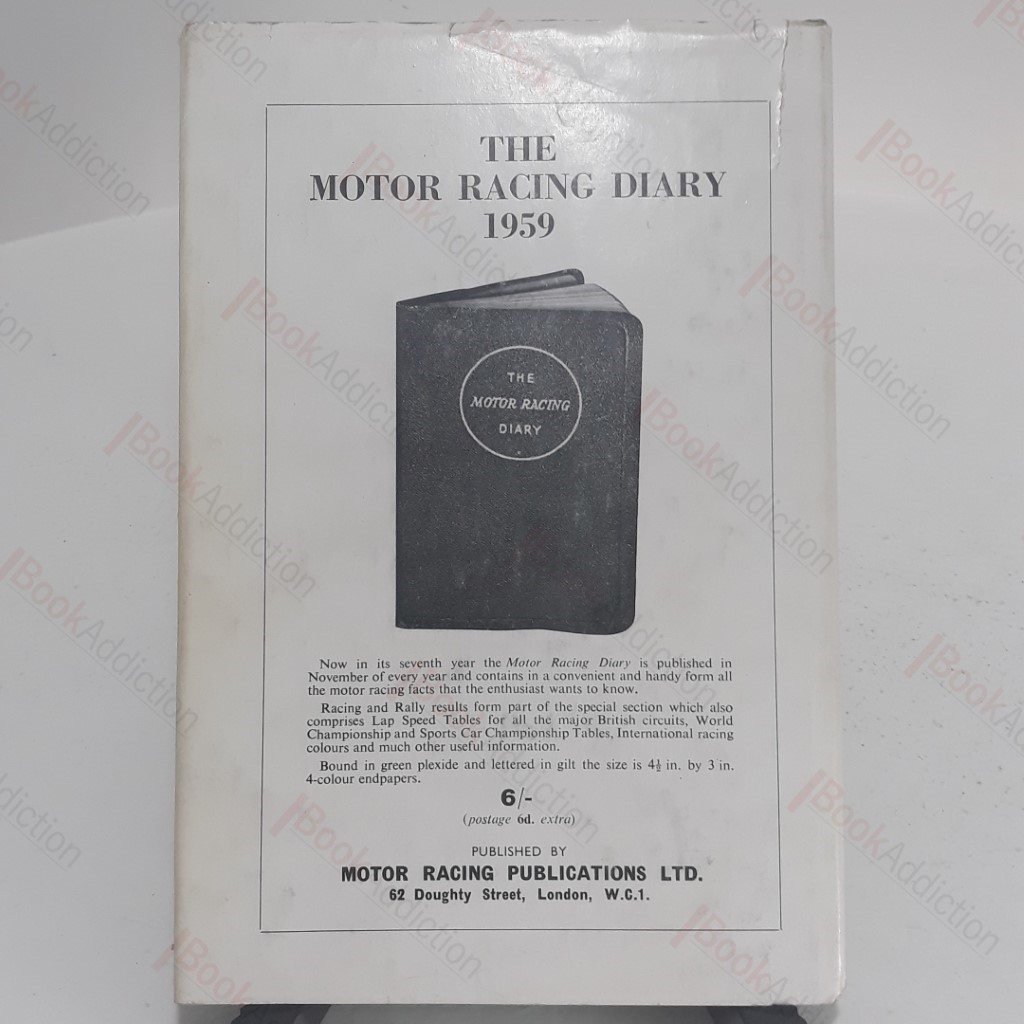 THE
MOTOR RACING DIARY
1959
THE
MOTOR RACING
DIARY
Now in its seventh year the Motor Racing Diary is published in
November of every year and contains in a convenient and handy form all
the motor racing facts that the enthusiast wants to know.
Racing and Rally results form part of the special section which also
comprises Lap Speed Tables for all the major British circuits, World
Championship and Sports Car Championship Tables, International racing
colours and much other useful information.
Bound in green plexide and lettered in gilt the size is 4½ in. by 3 in.
4-colour endpapers.
6/-
(postage 6d. extra)
PUBLISHED BY
MOTOR RACING PUBLICATIONS LTD.
62 Doughty Street, London, W.C.1.
BookAddiction